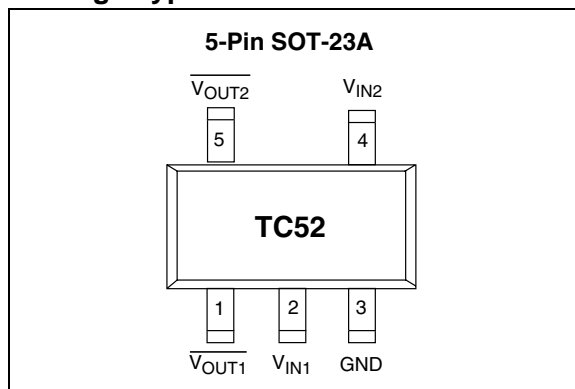 5-Pin SOT-23A
VOUT2 VIN2
5 4
TC52
1 2 3
VOUT1 VIN1 GND